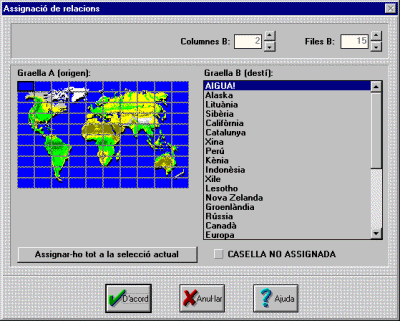 Assignació de relacions
Columnes B: 2 Files B: 15
Graella A (origen): Graella B (destí):
AIGUA!
Alaska
Lituània
Sibèria
Califòrnia
Catalunya
Xina
Perú
Kènia
Indonèsia
Xile
Lesotho
Nova Zelanda
Groenlàndia
Rússia
Canadà
Europa
Assignar-ho tot a la selecció actual
CASELLA NO ASSIGNADA
D'acord Anul·lar Ajuda